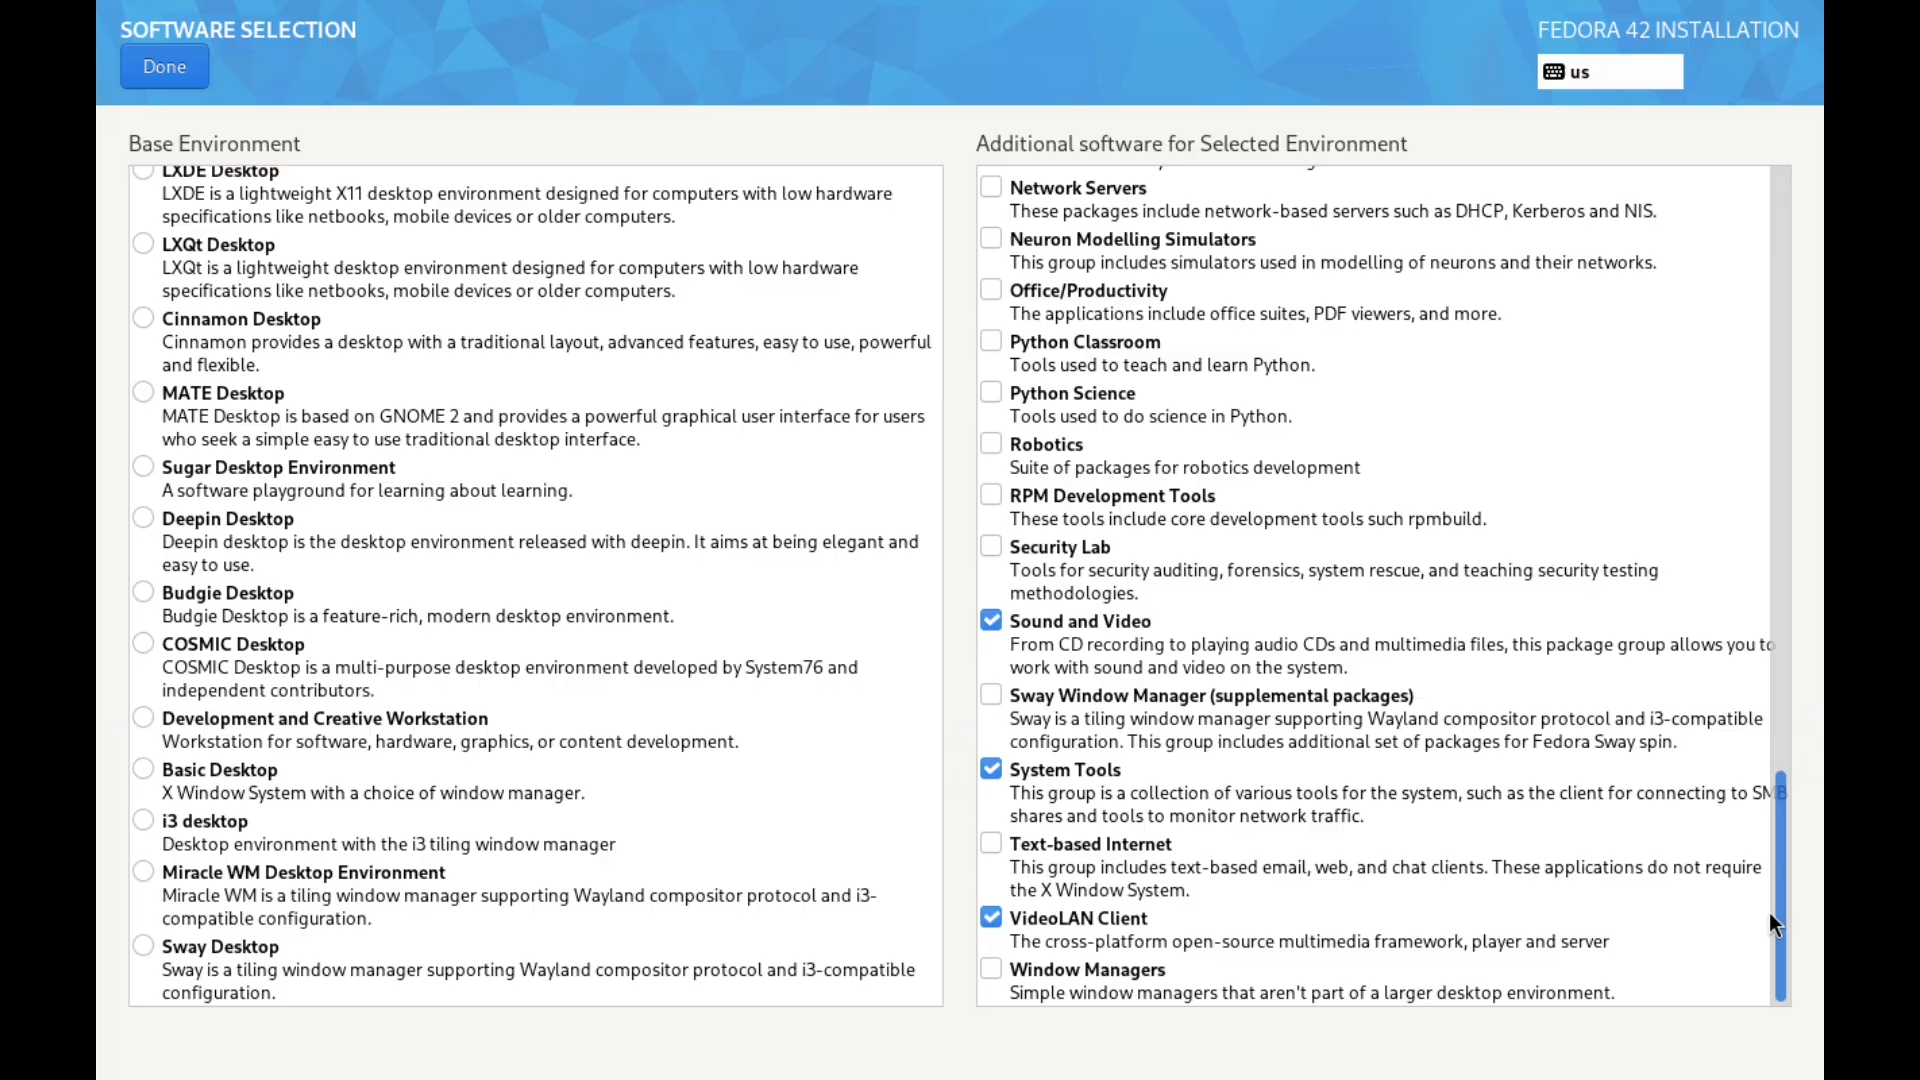 SOFTWARE SELECTION
FEDORA 42 INSTALLATION
Done
us
Base Environment
LXDE Desktop
LXDE is a lightweight X11 desktop environment designed for computers with low hardware
specifications like netbooks, mobile devices or older computers.
LXQt Desktop
LXQt is a lightweight desktop environment designed for computers with low hardware
specifications like netbooks, mobile devices or older computers.
Cinnamon Desktop
Cinnamon provides a desktop with a traditional layout, advanced features, easy to use, powerful
and flexible.
MATE Desktop
MATE Desktop is based on GNOME 2 and provides a powerful graphical user interface for users
who seek a simple easy to use traditional desktop interface.
Sugar Desktop Environment
A software playground for learning about learning.
Deepin Desktop
Deepin desktop is the desktop environment released with deepin. It aims at being elegant and
easy to use.
Budgie Desktop
Budgie Desktop is a feature-rich, modern desktop environment.
COSMIC Desktop
COSMIC Desktop is a multi-purpose desktop environment developed by System76 and
independent contributors.
Development and Creative Workstation
Workstation for software, hardware, graphics, or content development.
Basic Desktop
X Window System with a choice of window manager.
i3 desktop
Desktop environment with the i3 tiling window manager
Miracle WM Desktop Environment
Miracle WM is a tiling window manager supporting Wayland compositor protocol and i3-
compatible configuration.
Sway Desktop
Sway is a tiling window manager supporting Wayland compositor protocol and i3-compatible
configuration.
Additional software for Selected Environment
Network Servers
These packages include network-based servers such as DHCP, Kerberos and NIS.
Neuron Modelling Simulators
This group includes simulators used in modelling of neurons and their networks.
Office/Productivity
The applications include office suites, PDF viewers, and more.
Python Classroom
Tools used to teach and learn Python.
Python Science
Tools used to do science in Python.
Robotics
Suite of packages for robotics development
RPM Development Tools
These tools include core development tools such rpmbuild.
Security Lab
Tools for security auditing, forensics, system rescue, and teaching security testing
methodologies.
Sound and Video
From CD recording to playing audio CDs and multimedia files, this package group allows you to
work with sound and video on the system.
Sway Window Manager (supplemental packages)
Sway is a tiling window manager supporting Wayland compositor protocol and i3-compatible
configuration. This group includes additional set of packages for Fedora Sway spin.
System Tools
This group is a collection of various tools for the system, such as the client for connecting to SMB
shares and tools to monitor network traffic.
Text-based Internet
This group includes text-based email, web, and chat clients. These applications do not require
the X Window System.
VideoLAN Client
The cross-platform open-source multimedia framework, player and server
Window Managers
Simple window managers that aren't part of a larger desktop environment.